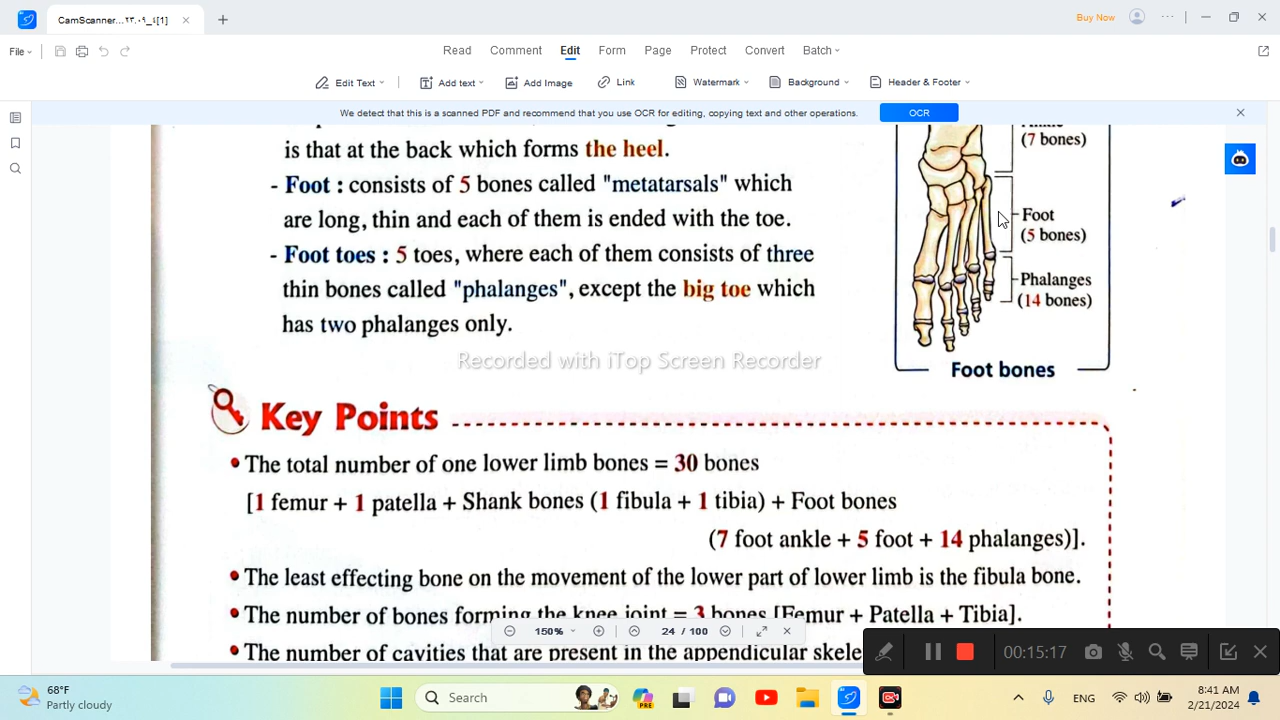 CamScanner...٢٣.٠٩_٤[1]
Buy Now
File
Read Comment Edit Form Page Protect Convert Batch
Edit Text Add text Add Image Link Watermark Background Header & Footer
We detect that this is a scanned PDF and recommend that you use OCR for editing, copying text and other operations. OCR
is that at the back which forms the heel.
- Foot : consists of 5 bones called "metatarsals" which
are long, thin and each of them is ended with the toe.
- Foot toes : 5 toes, where each of them consists of three
thin bones called "phalanges", except the big toe which
has two phalanges only.
(7 bones)
Foot
(5 bones)
Phalanges
(14 bones)
Foot bones
Recorded with iTop Screen Recorder
Key Points
• The total number of one lower limb bones = 30 bones
[1 femur + 1 patella + Shank bones (1 fibula + 1 tibia) + Foot bones
(7 foot ankle + 5 foot + 14 phalanges)].
• The least effecting bone on the movement of the lower part of lower limb is the fibula bone.
• The number of bones forming the knee joint = 3 bones [Femur + Patella + Tibia].
• The number of cavities that are present in the appendicular skele
150% 24 / 100
00:15:17
68°F
Partly cloudy
Search
PRE
ENG
8:41 AM
2/21/2024